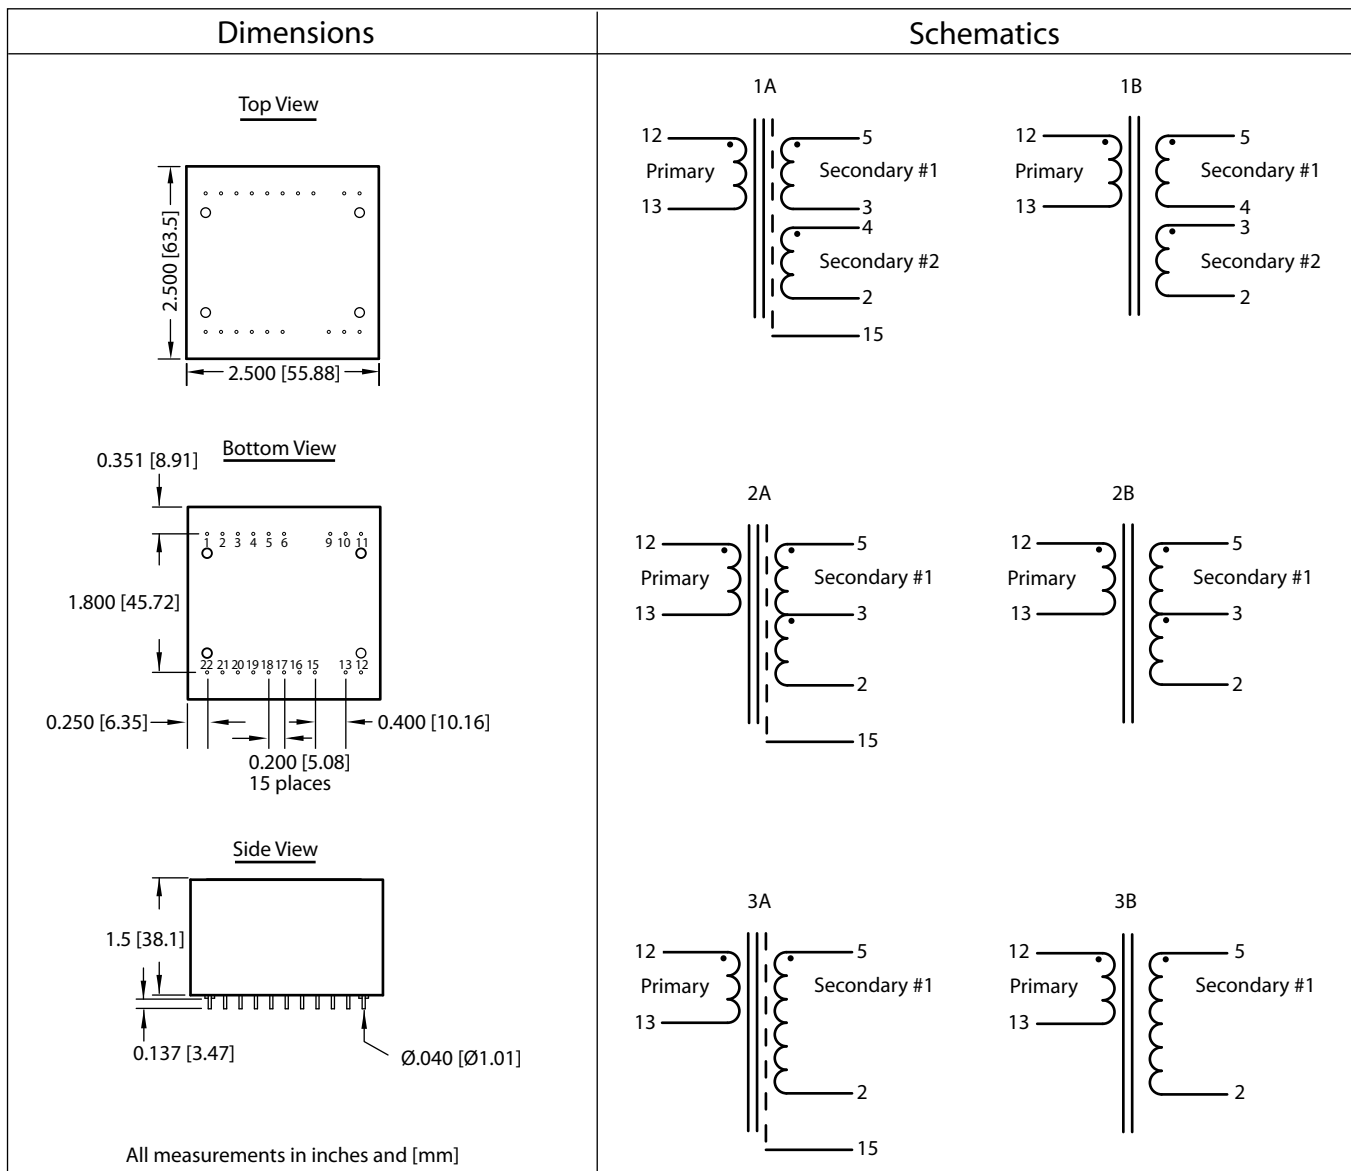 Dimensions
Schematics
Top View
2.500 [63.5]
2.500 [55.88]
Bottom View
0.351 [8.91]
1 2 3 4 5 6 9 10 11
1.800 [45.72]
22 21 20 19 18 17 16 15 13 12
0.250 [6.35]
0.400 [10.16]
0.200 [5.08]
15 places
Side View
1.5 [38.1]
0.137 [3.47]
Ø.040 [Ø1.01]
All measurements in inches and [mm]
1A
12
5
Primary
Secondary #1
13
3
4
Secondary #2
2
15
1B
12
5
Primary
Secondary #1
13
4
3
Secondary #2
2
2A
12
5
Primary
Secondary #1
13
3
2
15
2B
12
5
Primary
Secondary #1
13
3
2
3A
12
5
Primary
Secondary #1
13
2
15
3B
12
5
Primary
Secondary #1
13
2